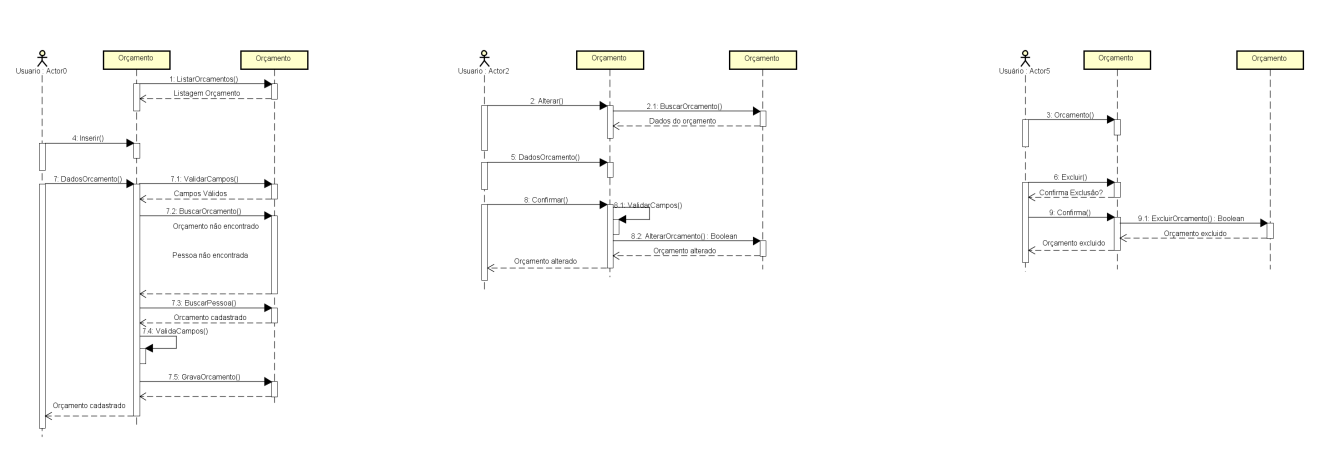 Orçamento
Orçamento
Usuario : Actor0
1: ListarOrcamentos()
Listagem Orçamento
4: Inserir()
7: DadosOrcamento()
7.1: ValidarCampos()
Campos Válidos
7.2: BuscarOrcamento()
Orçamento não encontrado
Pessoa não encontrada
7.3: BuscarPessoa()
Orcamento cadastrado
7.4: ValidaCampos()
7.5: GravaOrcamento()
Orçamento cadastrado
Orçamento
Orçamento
Usuario : Actor2
2: Alterar()
2.1: BuscarOrcamento()
Dados do orçamento
5: DadosOrcamento()
8: Confirmar()
8.1: ValidarCampos()
8.2: AlterarOrcamento() : Boolean
Orçamento alterado
Orçamento alterado
Orçamento
Orçamento
Usuário : Actor5
3: Orcamento()
6: Excluir()
Confirma Exclusão?
9: Confirma()
9.1: ExcluirOrcamento() : Boolean
Orçamento excluido
Orçamento excluido